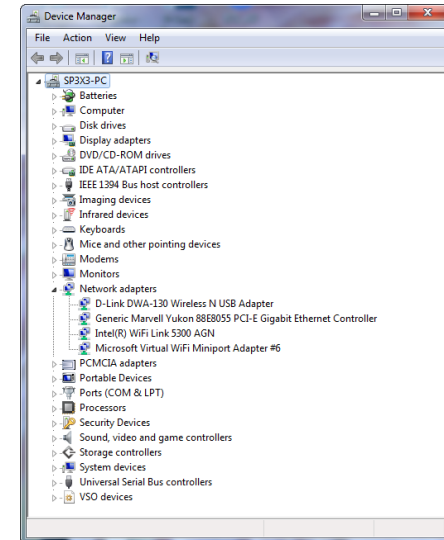 Device Manager
File Action View Help
SP3X3-PC
Batteries
Computer
Disk drives
Display adapters
DVD/CD-ROM drives
IDE ATA/ATAPI controllers
IEEE 1394 Bus host controllers
Imaging devices
Infrared devices
Keyboards
Mice and other pointing devices
Modems
Monitors
Network adapters
D-Link DWA-130 Wireless N USB Adapter
Generic Marvell Yukon 88E8055 PCI-E Gigabit Ethernet Controller
Intel(R) WiFi Link 5300 AGN
Microsoft Virtual WiFi Miniport Adapter #6
PCMCIA adapters
Portable Devices
Ports (COM & LPT)
Processors
Security Devices
Sound, video and game controllers
Storage controllers
System devices
Universal Serial Bus controllers
VSO devices